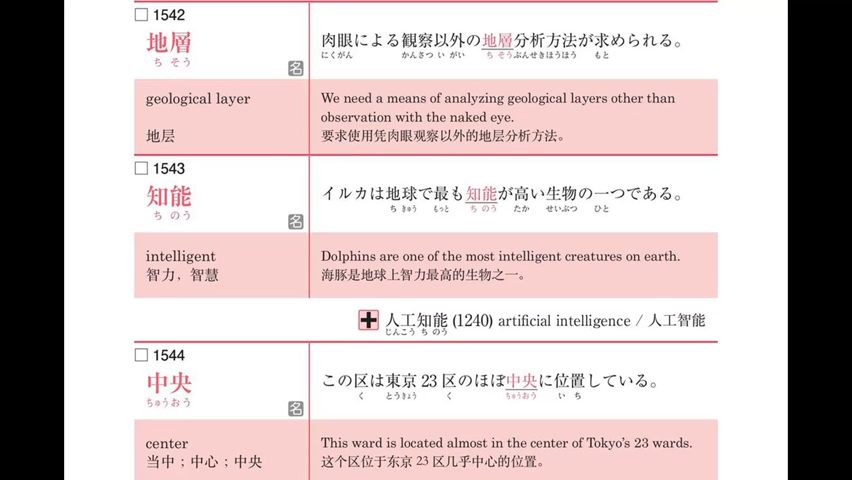 1542
地層
ちそう
名
肉眼による観察以外の地層分析方法が求められる。
にくがん かんさつ い がい ち そう ぶんせき ほうほう もと
geological layer
地层
We need a means of analyzing geological layers other than
observation with the naked eye.
要求使用凭肉眼观察以外的地层分析方法。
1543
知能
ち のう
名
イルカは地球で最も知能が高い生物の一つである。
ち きゅう もっと ち のう たか せいぶつ ひと
intelligent
智力，智慧
Dolphins are one of the most intelligent creatures on earth.
海豚是地球上智力最高的生物之一。
人工知能 (1240) artificial intelligence / 人工智能
じんこう ち のう
1544
中央
ちゅうおう
名
この区は東京 23 区のほぼ中央に位置している。
く とうきょう く ちゅうおう い ち
center
当中；中心；中央
This ward is located almost in the center of Tokyo's 23 wards.
这个区位于东京 23 区几乎中心的位置。